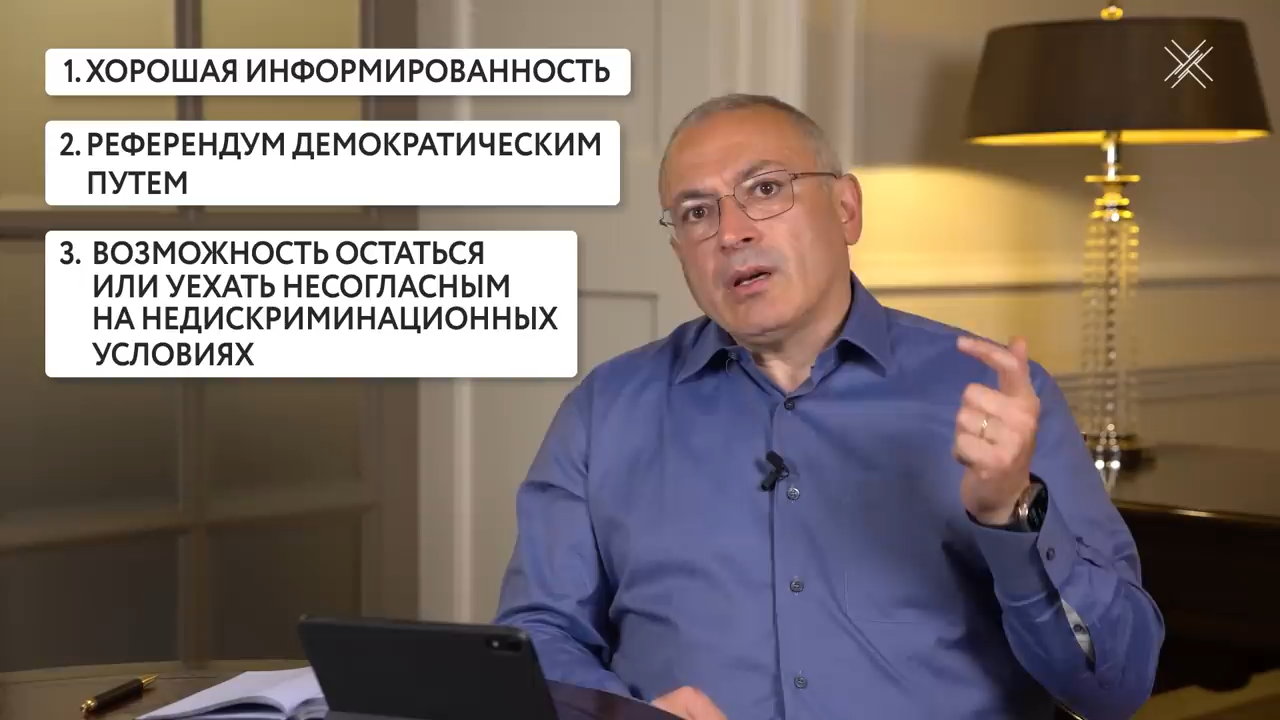 1. ХОРОШАЯ ИНФОРМИРОВАННОСТЬ
2. РЕФЕРЕНДУМ ДЕМОКРАТИЧЕСКИМ
ПУТЕМ
3. ВОЗМОЖНОСТЬ ОСТАТЬСЯ
ИЛИ УЕХАТЬ НЕСОГЛАСНЫМ
НА НЕДИСКРИМИНАЦИОННЫХ
УСЛОВИЯХ